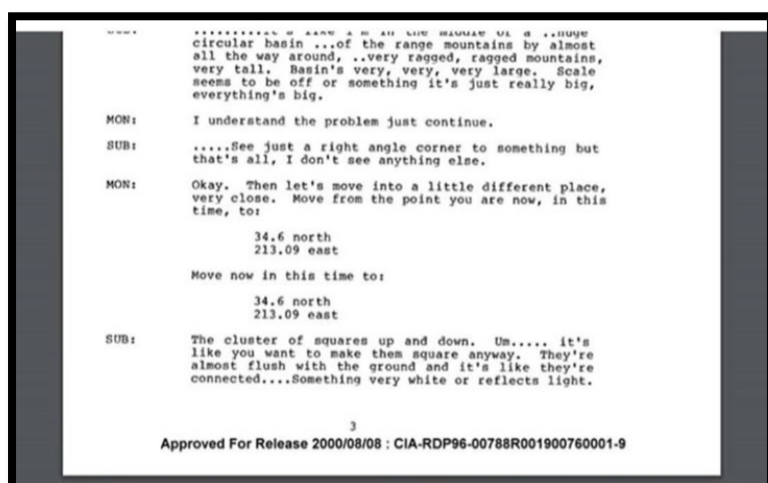 ..........it's like I'm in the middle of a ..huge
circular basin ...of the range mountains by almost
all the way around, ..very ragged, ragged mountains,
very tall. Basin's very, very, very large. Scale
seems to be off or something it's just really big,
everything's big.
MON: I understand the problem just continue.
SUB: .....See just a right angle corner to something but
that's all, I don't see anything else.
MON: Okay. Then let's move into a little different place,
very close. Move from the point you are now, in this
time, to:
34.6 north
213.09 east
Move now in this time to:
34.6 north
213.09 east
SUB: The cluster of squares up and down. Um..... it's
like you want to make them square anyway. They're
almost flush with the ground and it's like they're
connected....Something very white or reflects light.
3
Approved For Release 2000/08/08 : CIA-RDP96-00788R001900760001-9